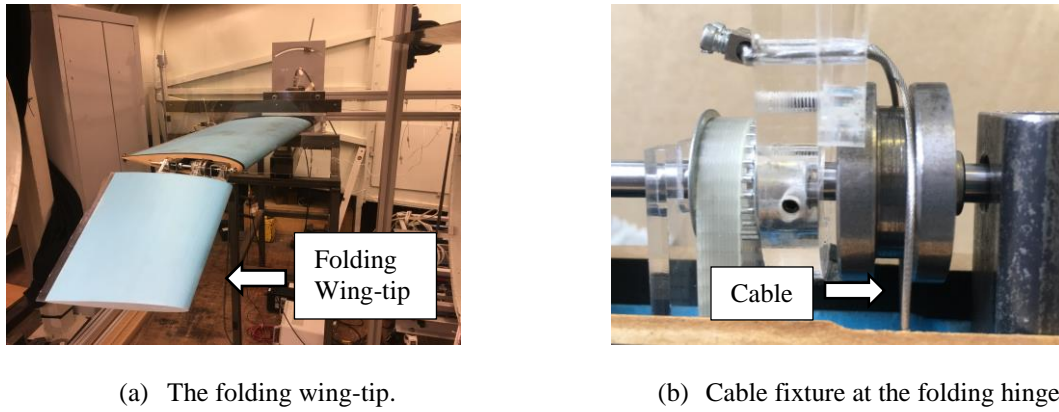 Folding
Wing-tip
Cable
(a) The folding wing-tip.
(b) Cable fixture at the folding hinge